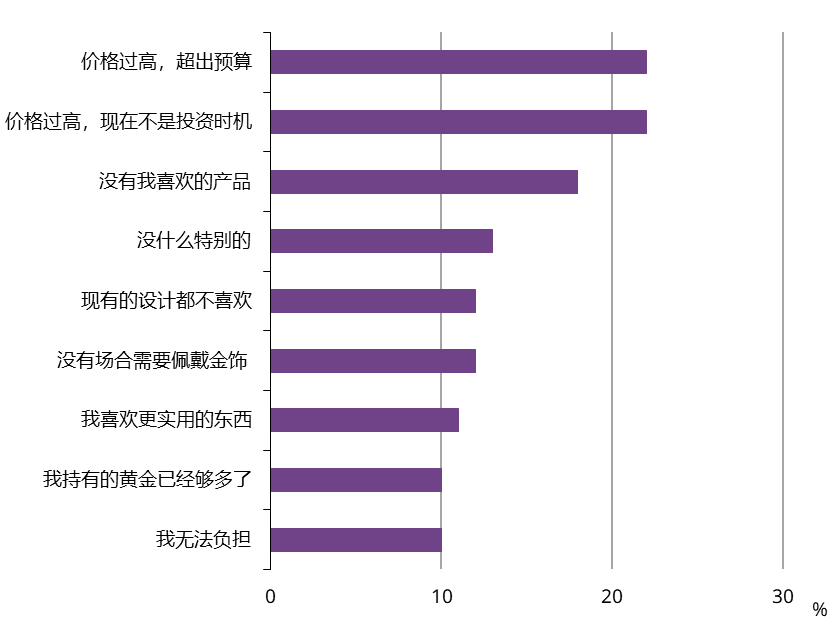 价格过高，超出预算
价格过高，现在不是投资时机
没有我喜欢的产品
没什么特别的
现有的设计都不喜欢
没有场合需要佩戴金饰
我喜欢更实用的东西
我持有的黄金已经够多了
我无法负担
0 10 20 30
%